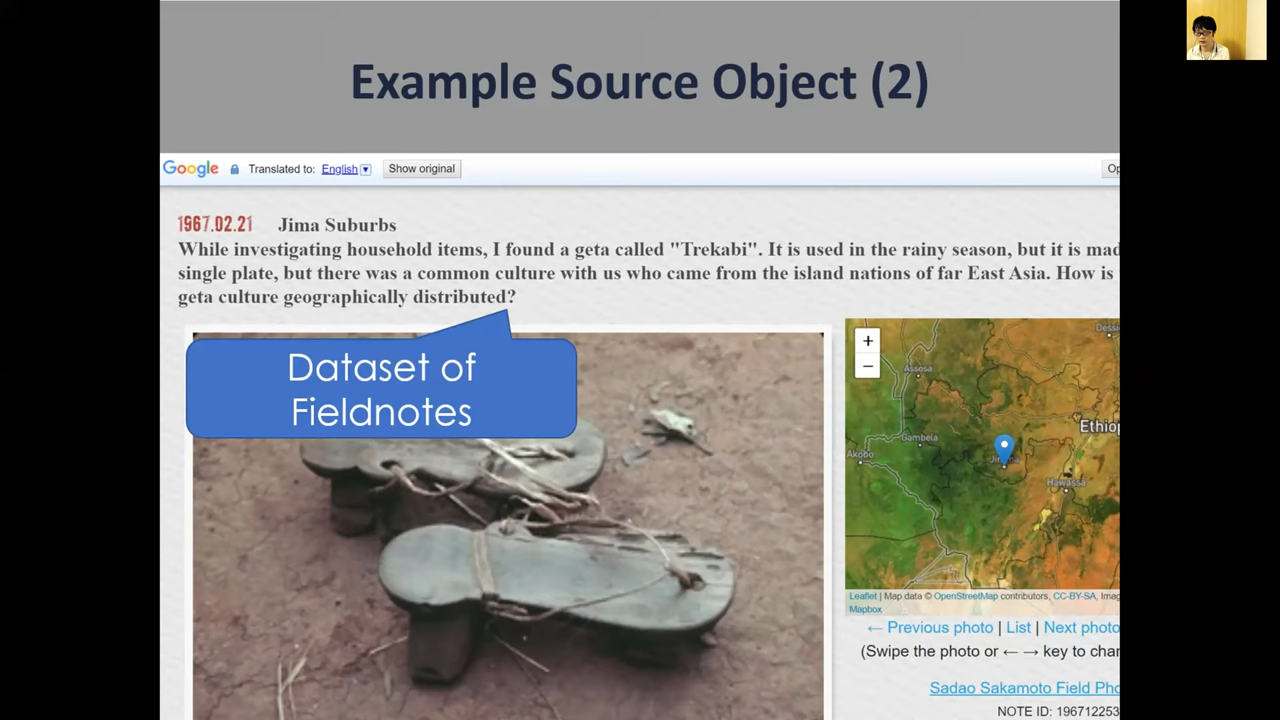 Example Source Object (2)
Google Translated to: English Show original
1967.02.21 Jima Suburbs
While investigating household items, I found a geta called "Trekabi". It is used in the rainy season, but it is mad
single plate, but there was a common culture with us who came from the island nations of far East Asia. How is
geta culture geographically distributed?
Dataset of
Fieldnotes
+
−
Assosa
Gambela
Akobo
Hawassa
Dessi
Ethiop
Leaflet | Map data © OpenStreetMap contributors, CC-BY-SA, Imag
Mapbox
← Previous photo | List | Next photo
(Swipe the photo or ← → key to char
Sadao Sakamoto Field Pho
NOTE ID: 196712253